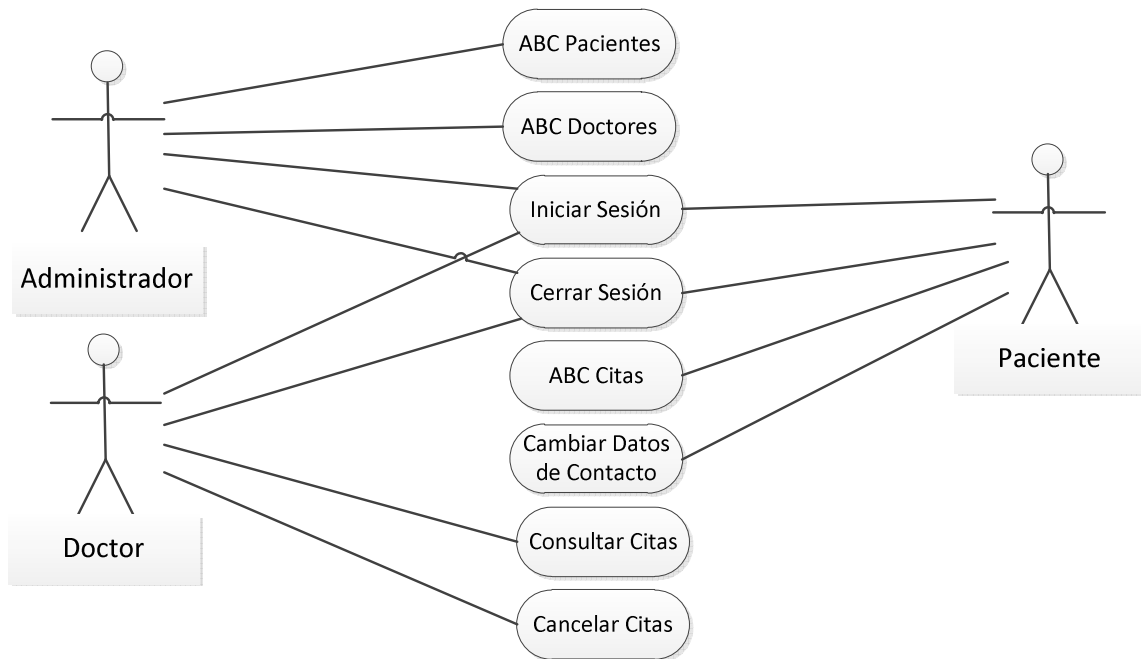 ABC Pacientes
ABC Doctores
Iniciar Sesión
Cerrar Sesión
ABC Citas
Cambiar Datos
de Contacto
Consultar Citas
Cancelar Citas
Administrador
Doctor
Paciente